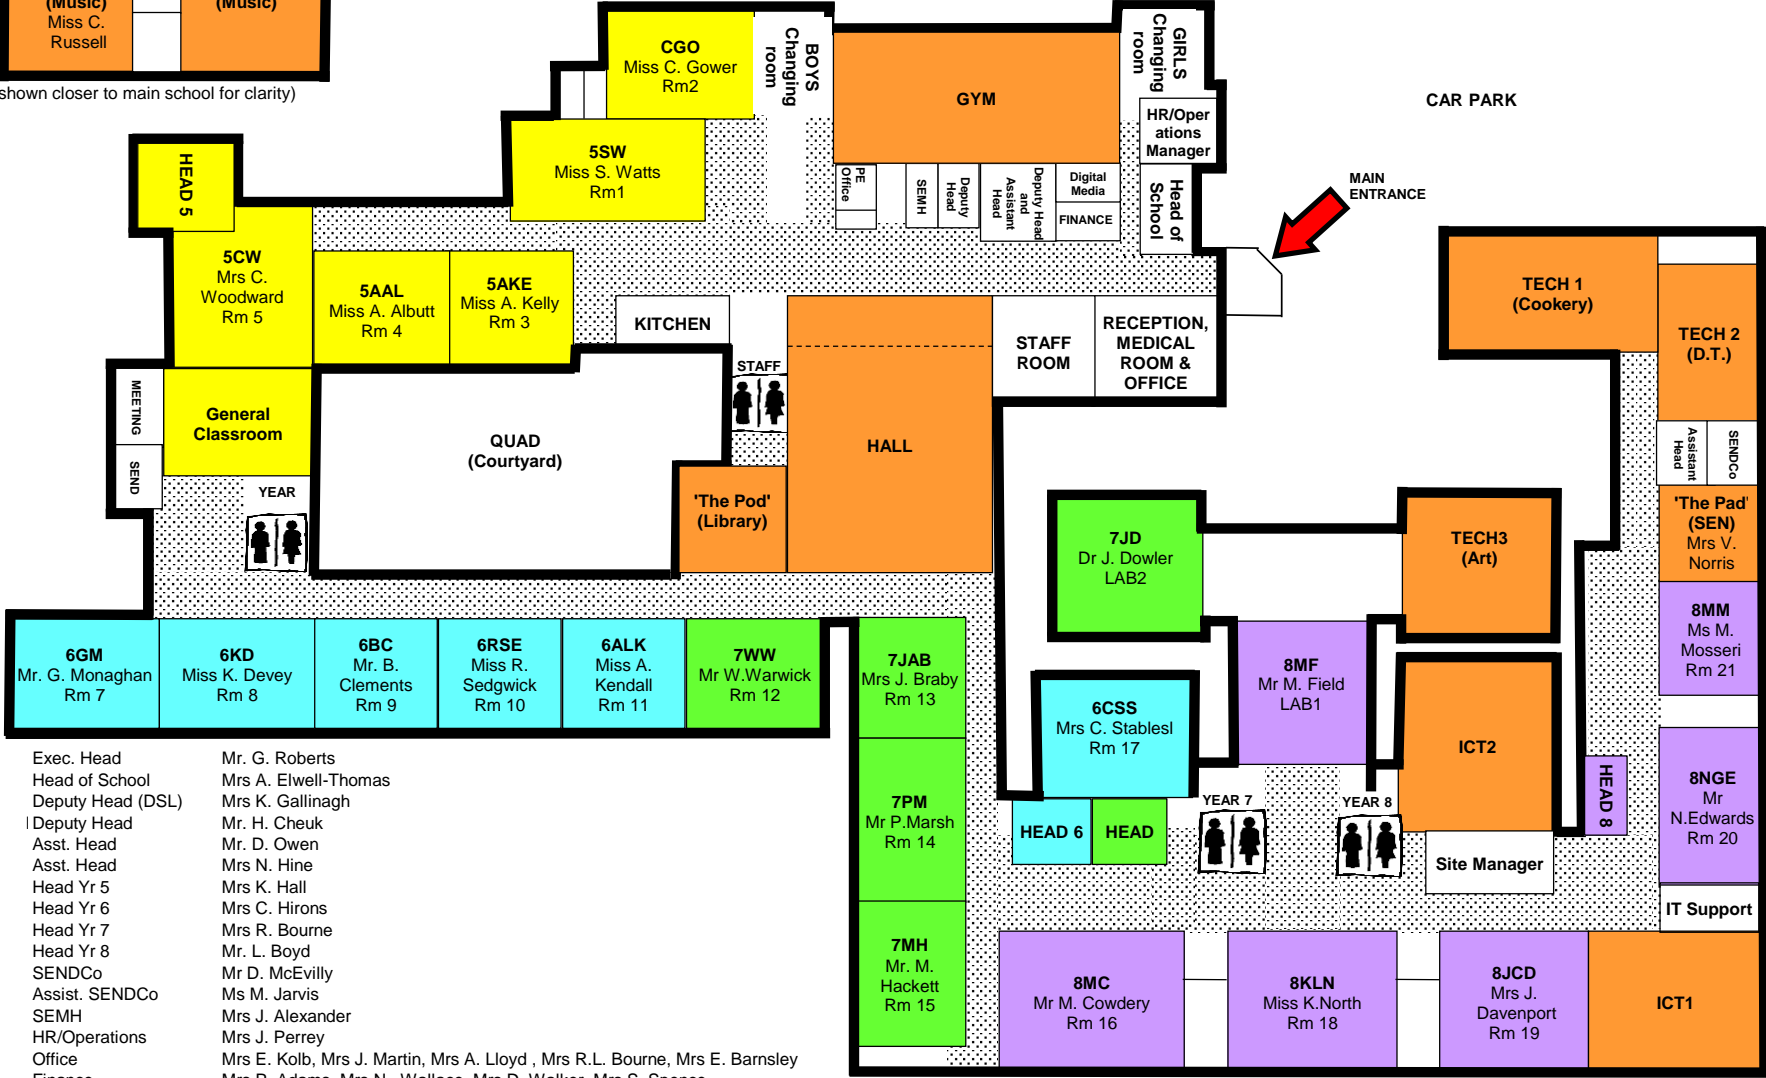 (Music)
Miss C.
Russell
(Music)
shown closer to main school for clarity)
CGO
Miss C. Gower
Rm2
BOYS
Changing
room
GYM
GIRLS
Changing
room
CAR PARK
HR/Oper
ations
Manager
5SW
Miss S. Watts
Rm1
HEAD 5
PE
Office
SEMH
Deputy
Head
Deputy Head
and
Assistant
Head
Digital
Media
FINANCE
Head of
School
MAIN
ENTRANCE
5CW
Mrs C.
Woodward
Rm 5
5AAL
Miss A. Albutt
Rm 4
5AKE
Miss A. Kelly
Rm 3
KITCHEN
STAFF
STAFF
ROOM
RECEPTION,
MEDICAL
ROOM &
OFFICE
TECH 1
(Cookery)
TECH 2
(D.T.)
MEETING
SEND
General
Classroom
YEAR
QUAD
(Courtyard)
HALL
'The Pod'
(Library)
Assistant
Head
SENDCo
'The Pad'
(SEN)
Mrs V.
Norris
7JD
Dr J. Dowler
LAB2
TECH3
(Art)
8MM
Ms M.
Mosseri
Rm 21
6GM
Mr. G. Monaghan
Rm 7
6KD
Miss K. Devey
Rm 8
6BC
Mr. B.
Clements
Rm 9
6RSE
Miss R.
Sedgwick
Rm 10
6ALK
Miss A.
Kendall
Rm 11
7WW
Mr W.Warwick
Rm 12
7JAB
Mrs J. Braby
Rm 13
8MF
Mr M. Field
LAB1
6CSS
Mrs C. Stablesl
Rm 17
ICT2
HEAD 8
8NGE
Mr
N.Edwards
Rm 20
7PM
Mr P.Marsh
Rm 14
HEAD 6
HEAD
YEAR 7
YEAR 8
Site Manager
IT Support
7MH
Mr. M.
Hackett
Rm 15
8MC
Mr M. Cowdery
Rm 16
8KLN
Miss K.North
Rm 18
8JCD
Mrs J.
Davenport
Rm 19
ICT1
Exec. Head Mr. G. Roberts
Head of School Mrs A. Elwell-Thomas
Deputy Head (DSL) Mrs K. Gallinagh
Deputy Head Mr. H. Cheuk
Asst. Head Mr. D. Owen
Asst. Head Mrs N. Hine
Head Yr 5 Mrs K. Hall
Head Yr 6 Mrs C. Hirons
Head Yr 7 Mrs R. Bourne
Head Yr 8 Mr. L. Boyd
SENDCo Mr D. McEvilly
Assist. SENDCo Ms M. Jarvis
SEMH Mrs J. Alexander
HR/Operations Mrs J. Perrey
Office Mrs E. Kolb, Mrs J. Martin, Mrs A. Lloyd , Mrs R.L. Bourne, Mrs E. Barnsley